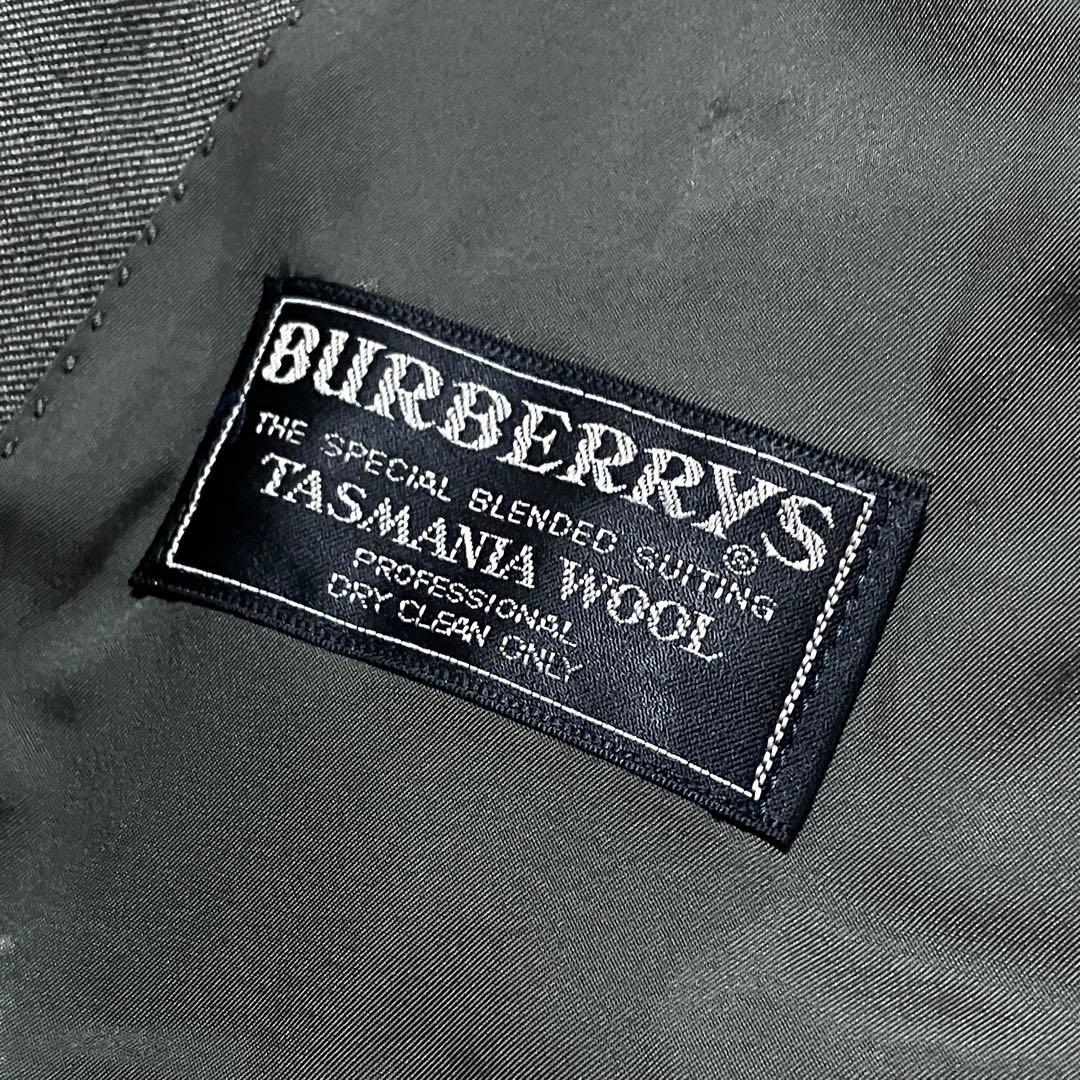 BURBERRYS®
THE SPECIAL BLENDED SUITING
TASMANIA WOOL
PROFESSIONAL
DRY CLEAN ONLY